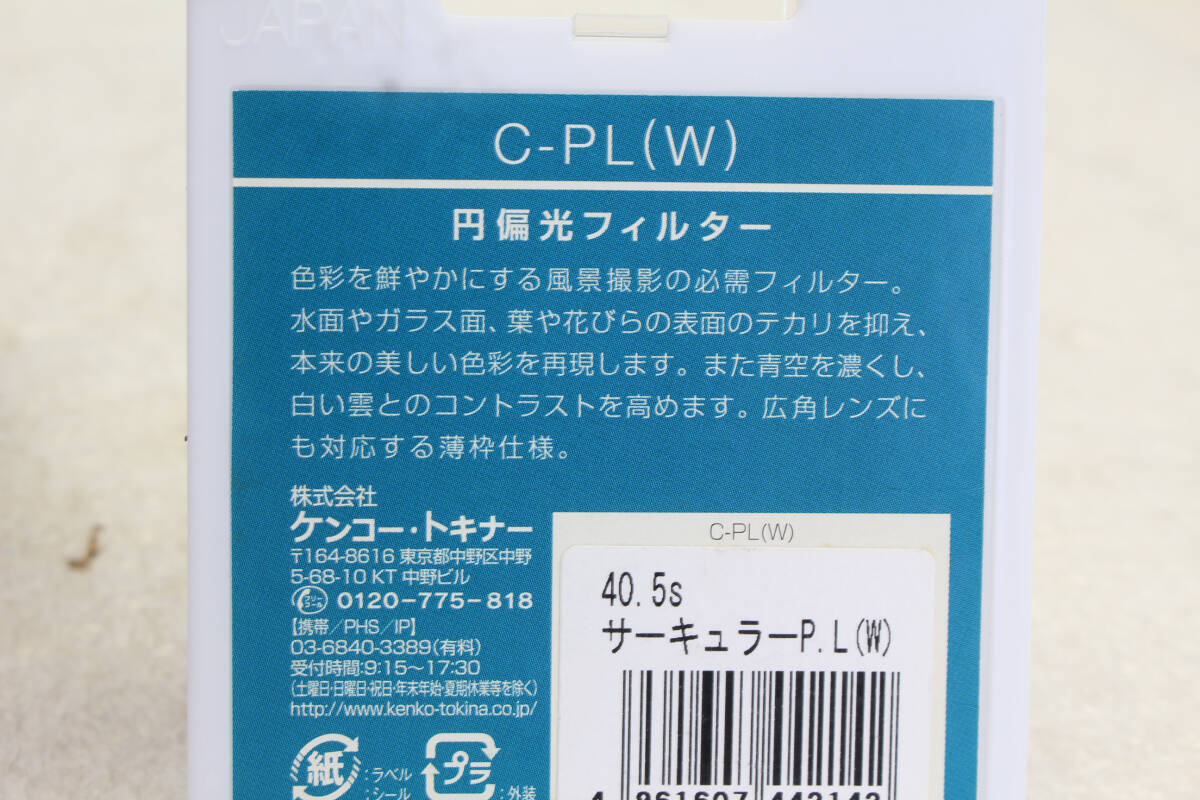 JAPAN
C-PL(W)
円偏光フィルター
色彩を鮮やかにする風景撮影の必需フィルター。
水面やガラス面、葉や花びらの表面のテカリを抑え、
本来の美しい色彩を再現します。また青空を濃くし、
白い雲とのコントラストを高めます。広角レンズに
も対応する薄枠仕様。
株式会社
ケンコー・トキナー
〒164-8616 東京都中野区中野
5-68-10 KT 中野ビル
フリーコール 0120-775-818
【携帯/PHS/IP】
03-6840-3389(有料)
受付時間:9:15〜17:30
(土曜日・日曜日・祝日・年末年始・夏期休業等を除く)
http://www.kenko-tokina.co.jp/
紙 :ラベル
:シール
プラ :外装
C-PL(W)
40.5s
サーキュラーP.L(W)
4 961607 442142